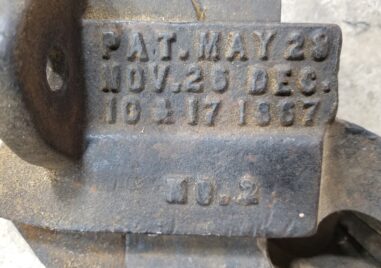 PAT. MAY 28
NOV. 26 DEC.
10 & 17 1867
NO. 2